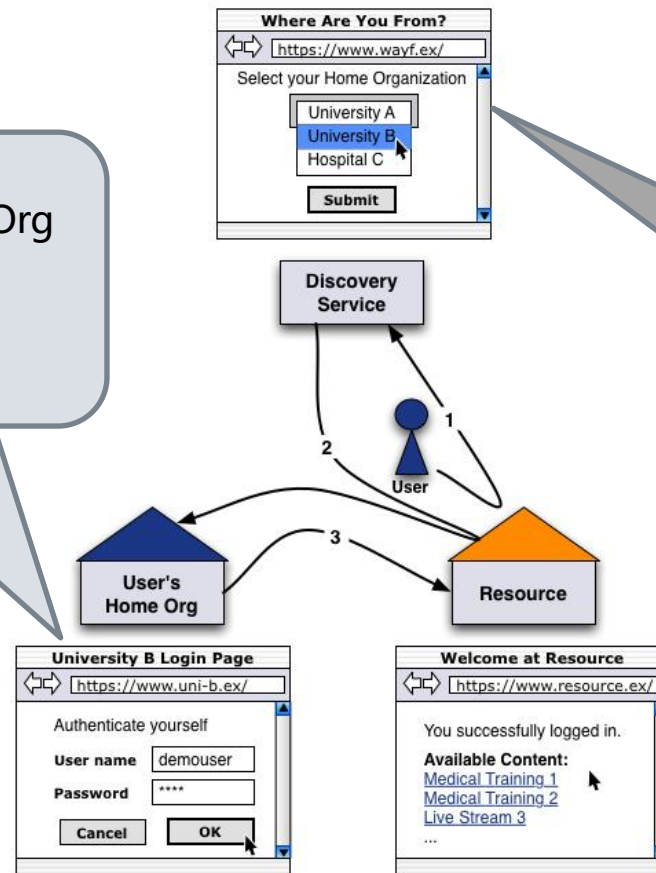 Where Are You From?
https://www.wayf.ex/
Select your Home Organization
University A
University B
Hospital C
Submit
Org
Discovery
Service
1
2
User
3
User's
Home Org
Resource
University B Login Page
https://www.uni-b.ex/
Authenticate yourself
User name demouser
Password ****
Cancel OK
Welcome at Resource
https://www.resource.ex/
You successfully logged in.
Available Content:
Medical Training 1
Medical Training 2
Live Stream 3
...